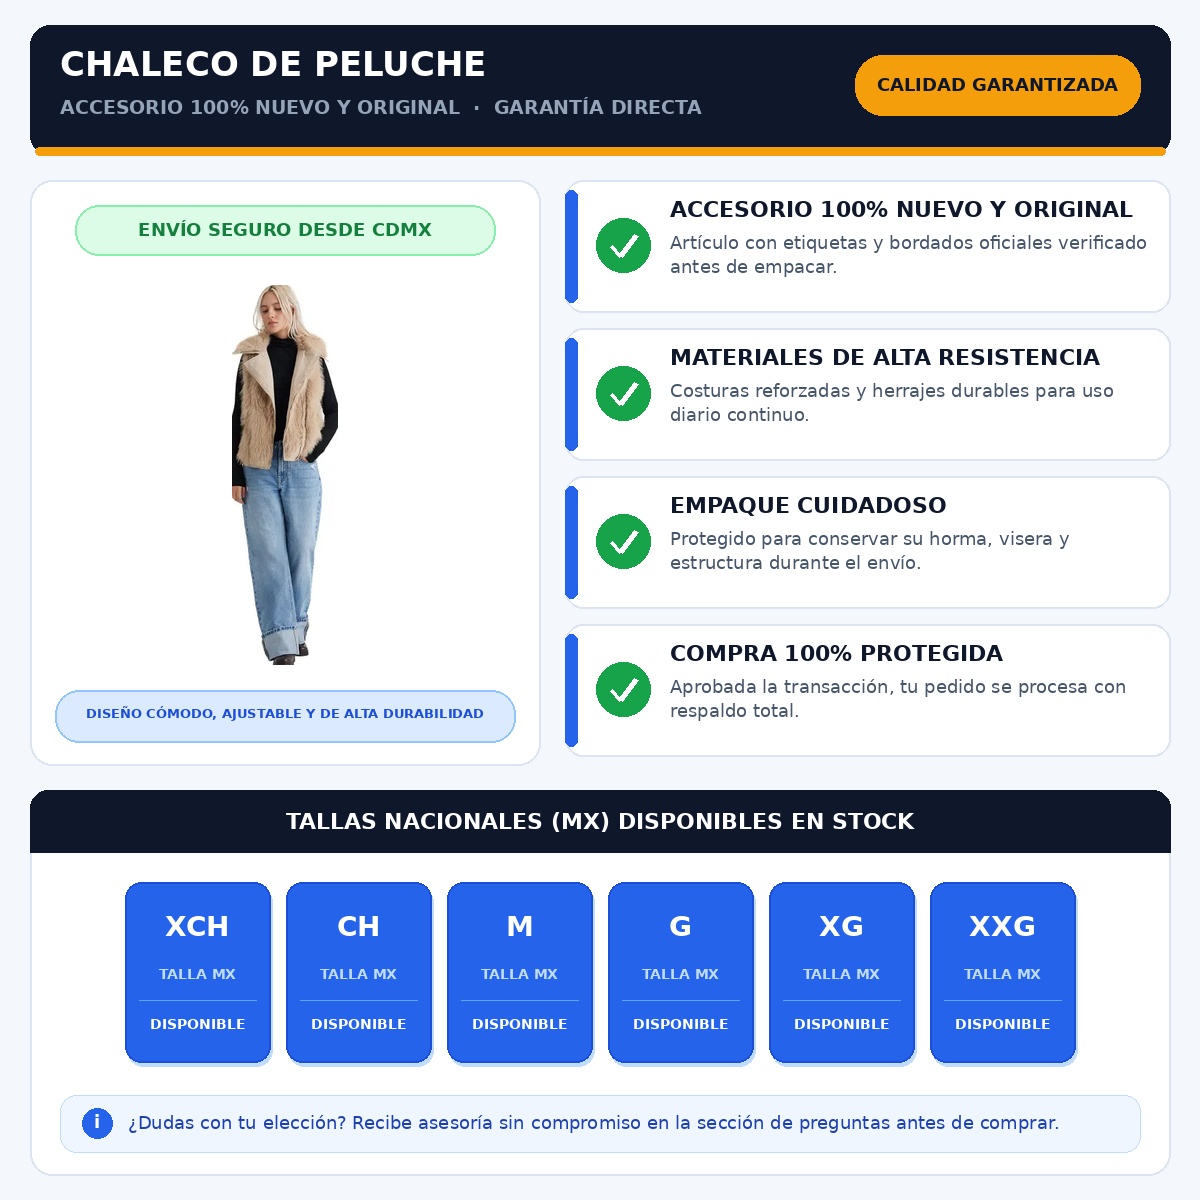 CHALECO DE PELUCHE
ACCESORIO 100% NUEVO Y ORIGINAL · GARANTÍA DIRECTA
CALIDAD GARANTIZADA
ENVÍO SEGURO DESDE CDMX
DISEÑO CÓMODO, AJUSTABLE Y DE ALTA DURABILIDAD
ACCESORIO 100% NUEVO Y ORIGINAL
Artículo con etiquetas y bordados oficiales verificado
antes de empacar.
MATERIALES DE ALTA RESISTENCIA
Costuras reforzadas y herrajes durables para uso
diario continuo.
EMPAQUE CUIDADOSO
Protegido para conservar su horma, visera y
estructura durante el envío.
COMPRA 100% PROTEGIDA
Aprobada la transacción, tu pedido se procesa con
respaldo total.
TALLAS NACIONALES (MX) DISPONIBLES EN STOCK
XCH
TALLA MX
DISPONIBLE
CH
TALLA MX
DISPONIBLE
M
TALLA MX
DISPONIBLE
G
TALLA MX
DISPONIBLE
XG
TALLA MX
DISPONIBLE
XXG
TALLA MX
DISPONIBLE
i
¿Dudas con tu elección? Recibe asesoría sin compromiso en la sección de preguntas antes de comprar.